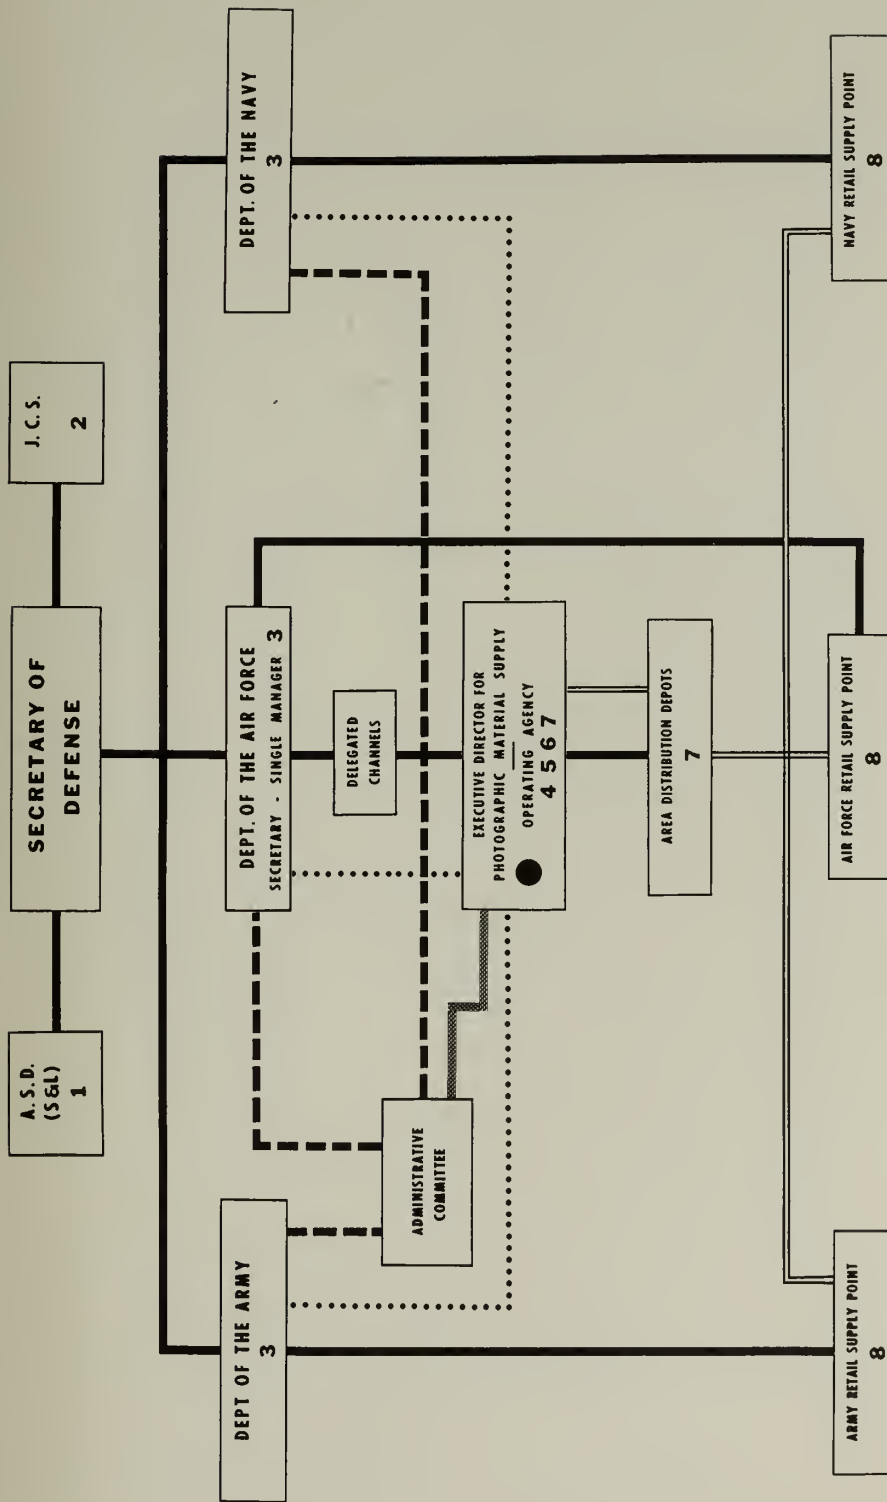 SECRETARY OF
DEFENSE
A.S.D.
(S&L)
1
J.C.S.
2
DEPT OF THE ARMY
3
DEPT. OF THE AIR FORCE
SECRETARY - SINGLE MANAGER 3
DEPT. OF THE NAVY
3
DELEGATED
CHANNELS
ADMINISTRATIVE
COMMITTEE
EXECUTIVE DIRECTOR FOR
PHOTOGRAPHIC MATERIAL SUPPLY
OPERATING AGENCY
4 5 6 7
AREA DISTRIBUTION DEPOTS
7
ARMY RETAIL SUPPLY POINT
8
AIR FORCE RETAIL SUPPLY POINT
8
NAVY RETAIL SUPPLY POINT
8